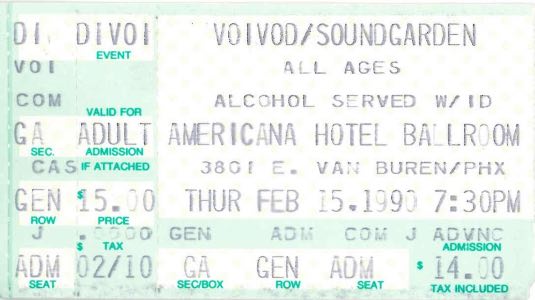 DI. DIVOI VOIVOD/SOUNDGARDEN
EVENT
VOI ALL AGES
COM ALCOHOL SERVED W/ID
VALID FOR
GA ADULT AMERICANA HOTEL BALLROOM
SEC. ADMISSION
CAS IF ATTACHED 3801 E. VAN BUREN/PHX
GEN $15.00 THUR FEB 15.1990 7:30PM
ROW PRICE
J $ .0500 GEN ADM COM J ADVNC
TAX ADMISSION
ADM 02/10 GA GEN ADM $14.00
SEAT SEC/BOX ROW SEAT TAX INCLUDED